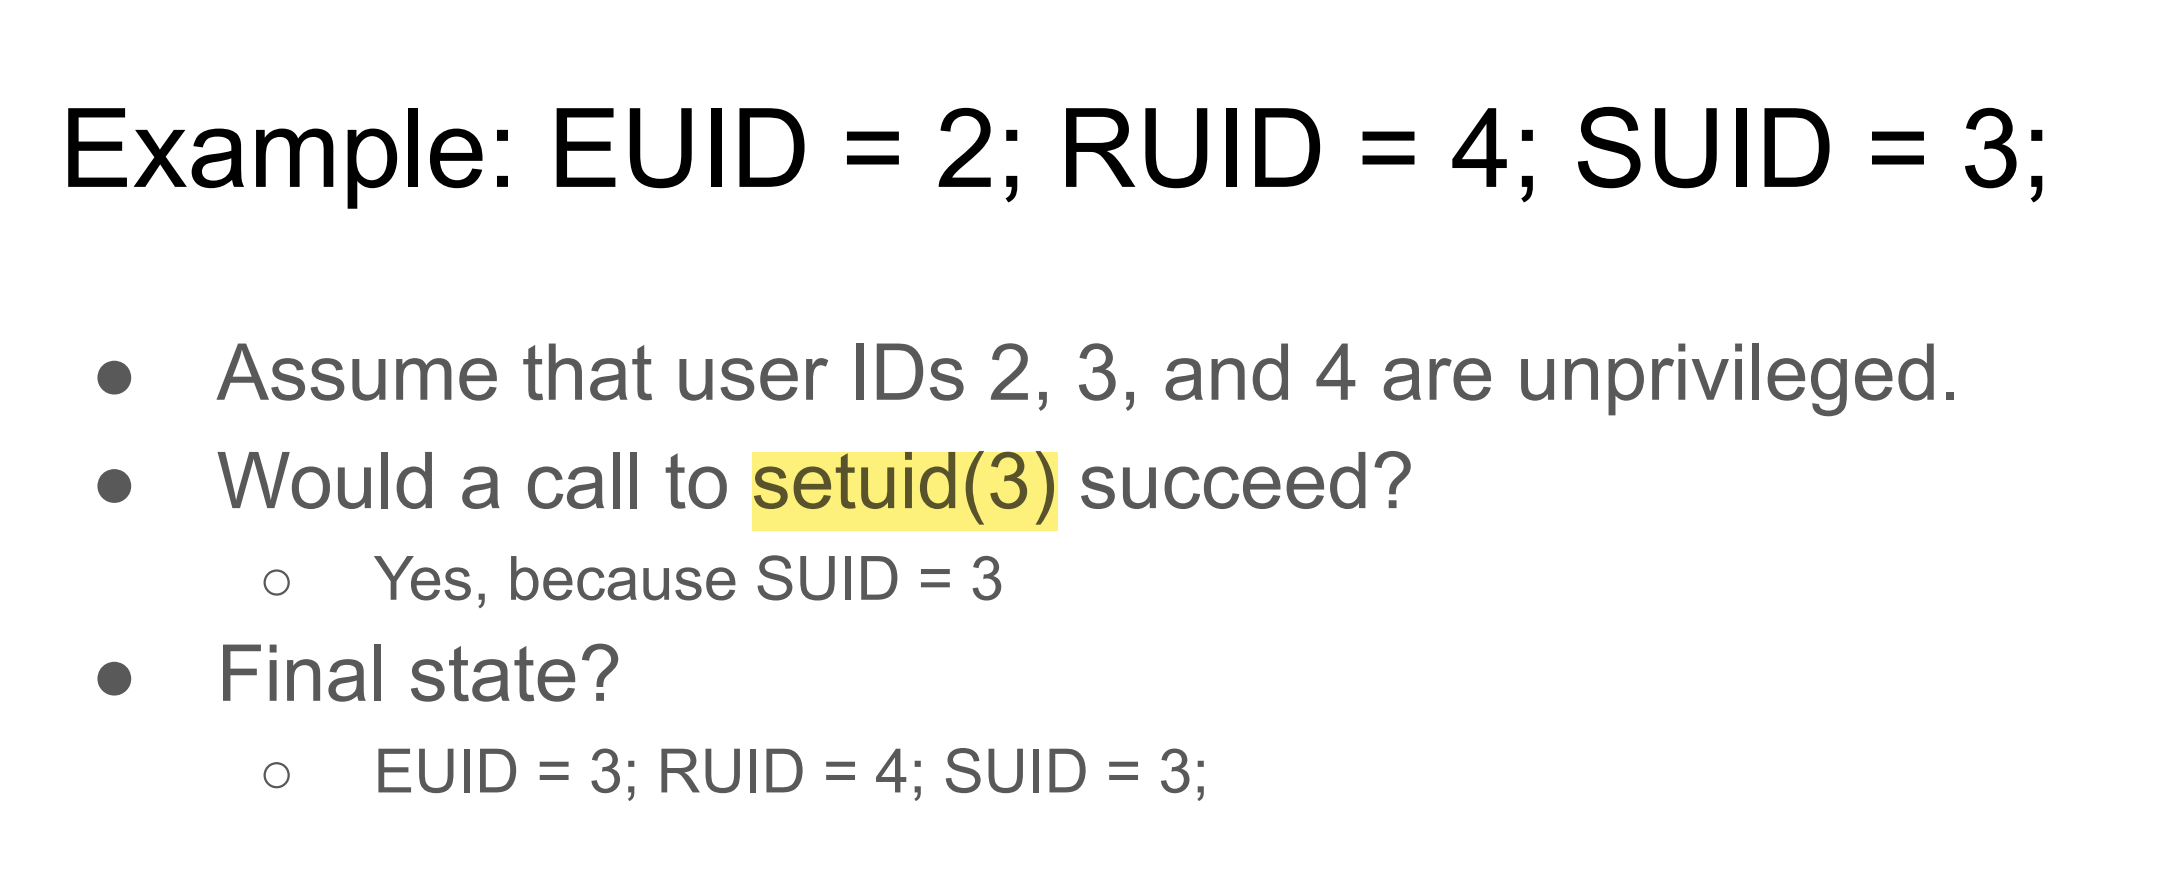 Example: EUID = 2; RUID = 4; SUID = 3;
● Assume that user IDs 2, 3, and 4 are unprivileged.
● Would a call to setuid(3) succeed?
○ Yes, because SUID = 3
● Final state?
○ EUID = 3; RUID = 4; SUID = 3;